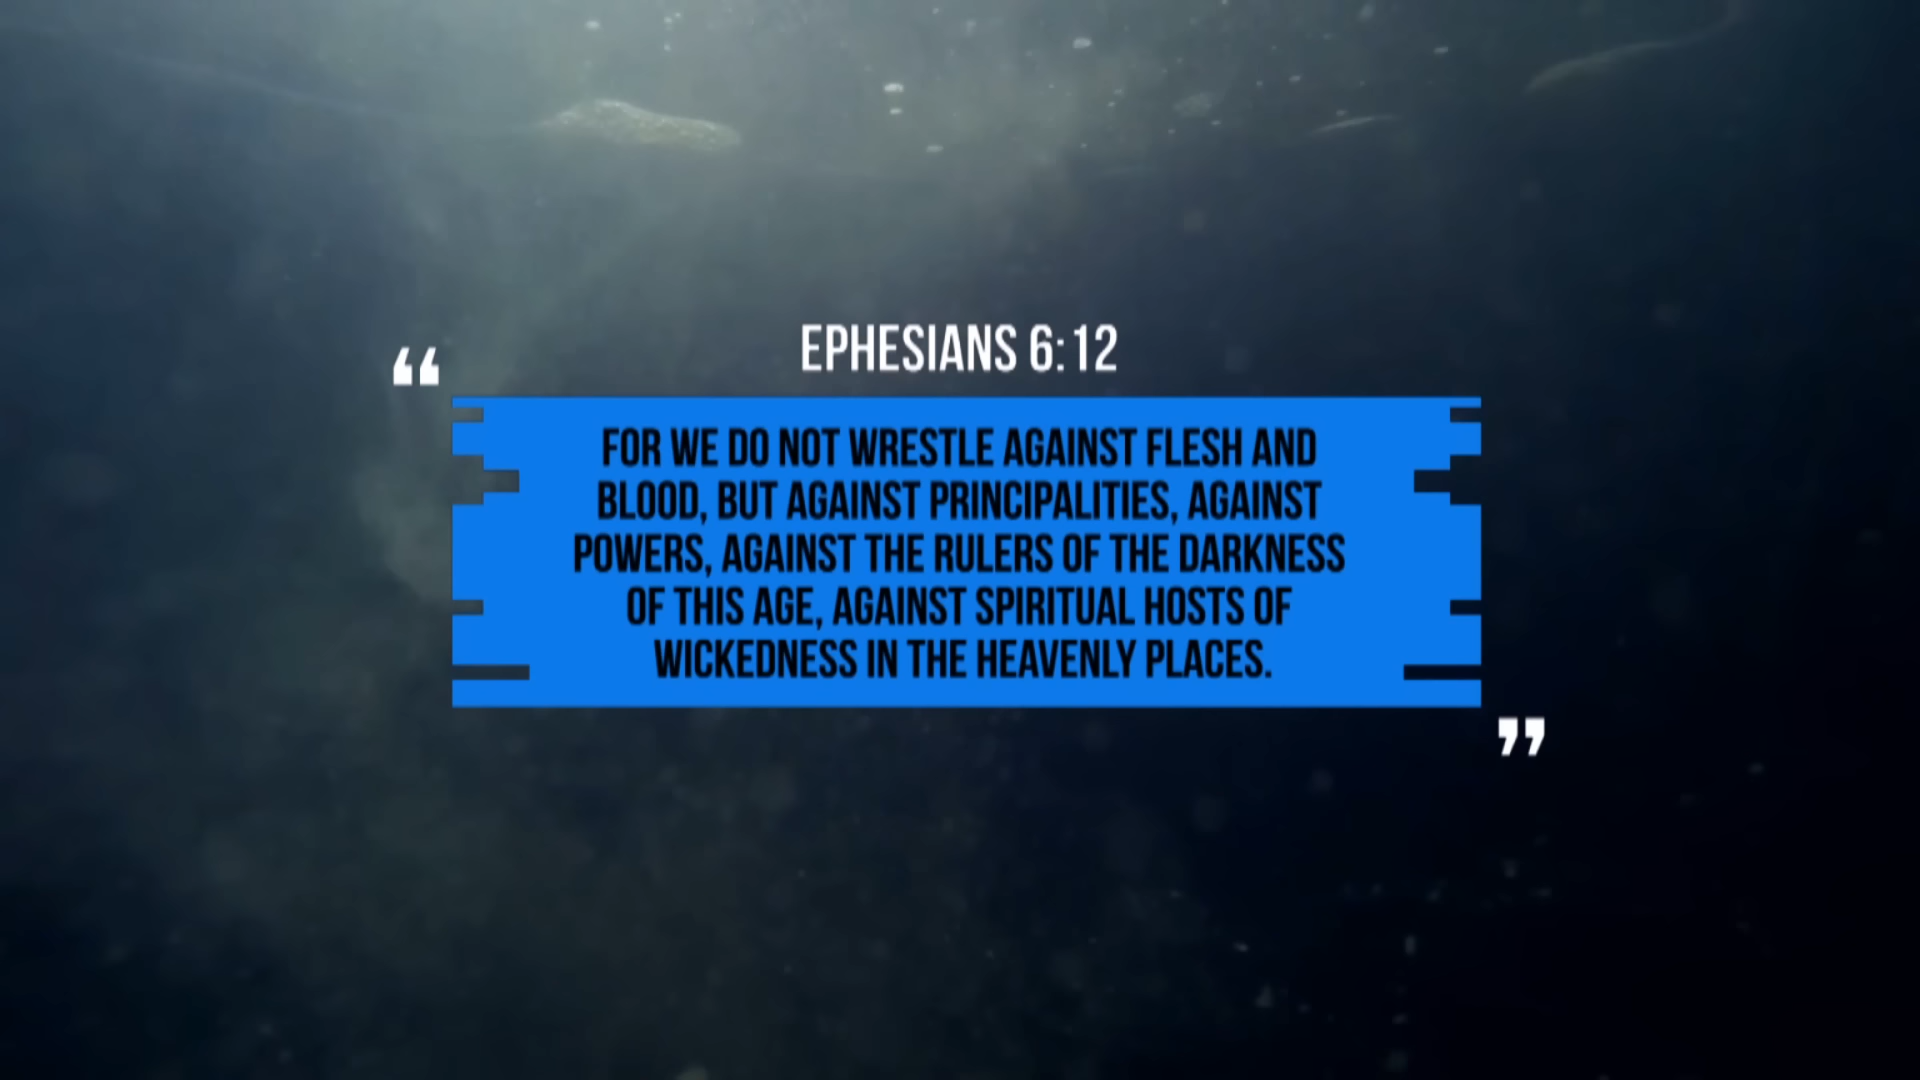 EPHESIANS 6:12
“
FOR WE DO NOT WRESTLE AGAINST FLESH AND
BLOOD, BUT AGAINST PRINCIPALITIES, AGAINST
POWERS, AGAINST THE RULERS OF THE DARKNESS
OF THIS AGE, AGAINST SPIRITUAL HOSTS OF
WICKEDNESS IN THE HEAVENLY PLACES.
”